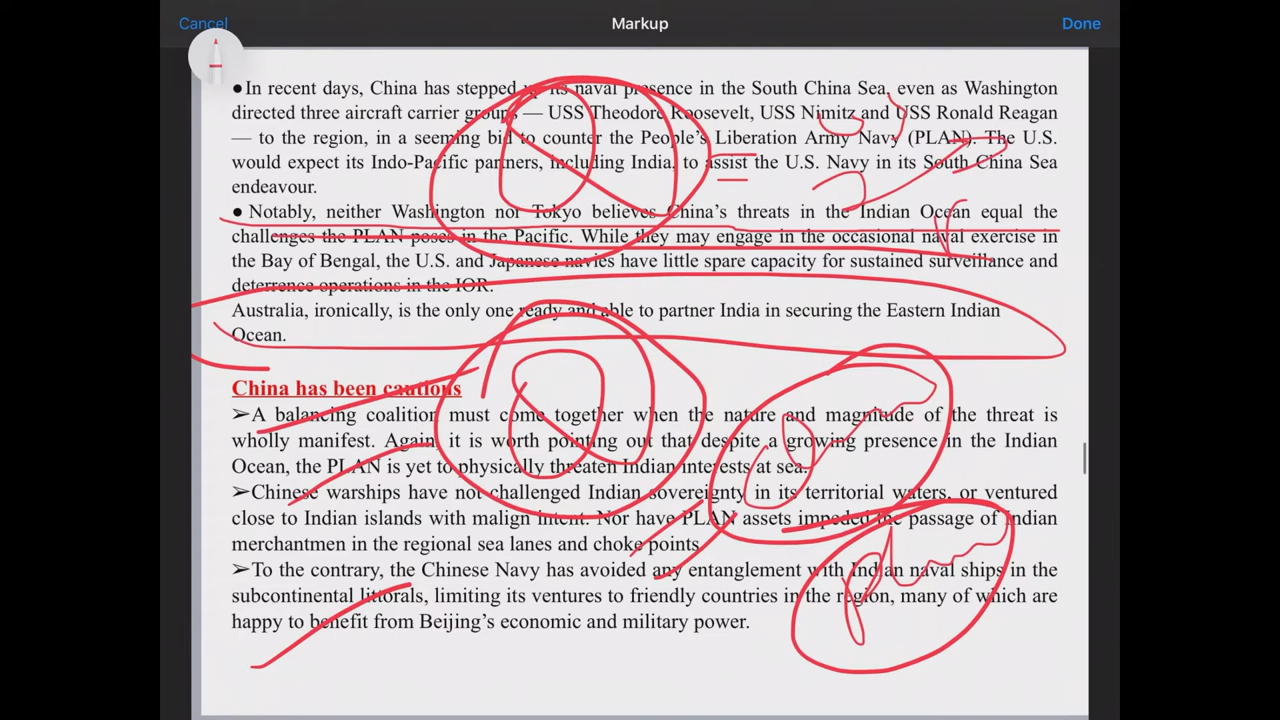 Cancel
Markup
Done
●In recent days, China has stepped up its naval presence in the South China Sea, even as Washington
directed three aircraft carrier groups — USS Theodore Roosevelt, USS Nimitz and USS Ronald Reagan
— to the region, in a seeming bid to counter the People's Liberation Army Navy (PLAN). The U.S.
would expect its Indo-Pacific partners, including India, to assist the U.S. Navy in its South China Sea
endeavour.
● Notably, neither Washington nor Tokyo believes China's threats in the Indian Ocean equal the
challenges the PLAN poses in the Pacific. While they may engage in the occasional naval exercise in
the Bay of Bengal, the U.S. and Japanese navies have little spare capacity for sustained surveillance and
deterrence operations in the IOR.
Australia, ironically, is the only one ready and able to partner India in securing the Eastern Indian
Ocean.
China has been cautions
➢A balancing coalition must come together when the nature and magnitude of the threat is
wholly manifest. Again, it is worth pointing out that despite a growing presence in the Indian
Ocean, the PLAN is yet to physically threaten Indian interests at sea.
➢Chinese warships have not challenged Indian sovereignty in its territorial waters, or ventured
close to Indian islands with malign intent. Nor have PLAN assets impeded the passage of Indian
merchantmen in the regional sea lanes and choke points.
➢To the contrary, the Chinese Navy has avoided any entanglement with Indian naval ships in the
subcontinental littorals, limiting its ventures to friendly countries in the region, many of which are
happy to benefit from Beijing's economic and military power.